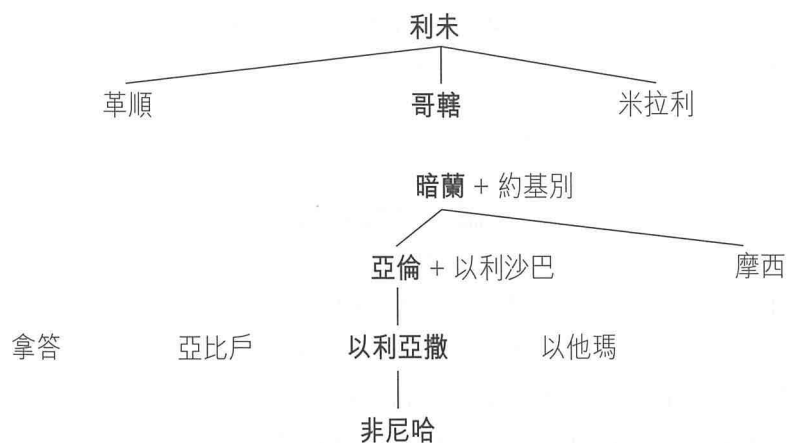 利未
革順 哥轄 米拉利
暗蘭 + 約基別
亞倫 + 以利沙巴 摩西
拿答 亞比戶 以利亞撒 以他瑪
非尼哈